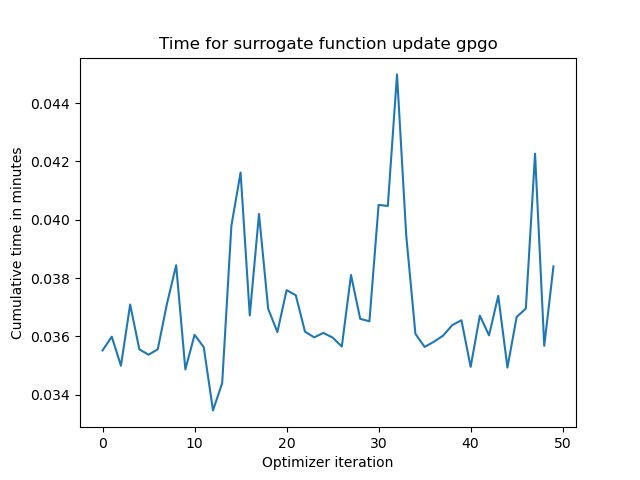 Time for surrogate function update gpgo
Cumulative time in minutes
0.044
0.042
0.040
0.038
0.036
0.034
0 10 20 30 40 50
Optimizer iteration